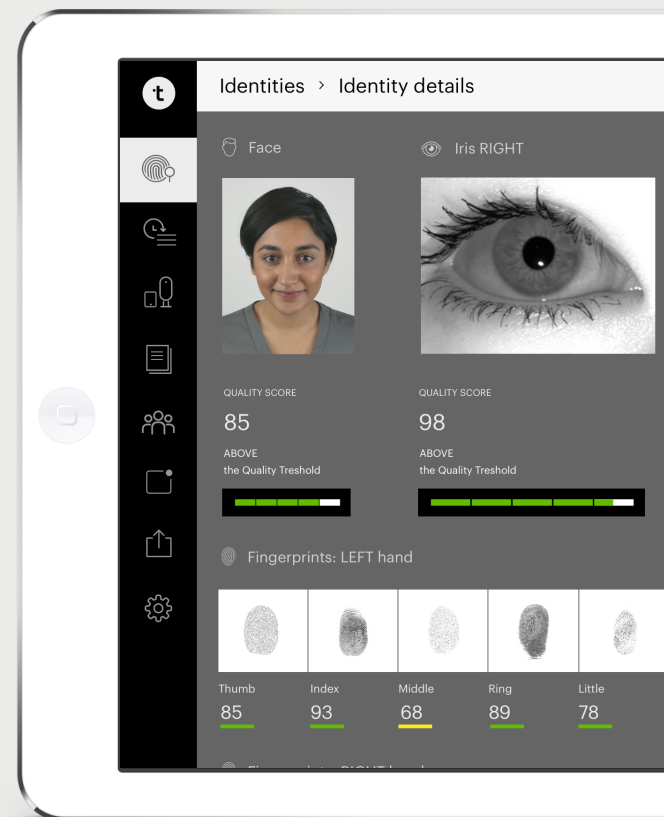 t
Identities > Identity details
Face
Iris RIGHT
QUALITY SCORE
85
ABOVE
the Quality Treshold
QUALITY SCORE
98
ABOVE
the Quality Treshold
Fingerprints: LEFT hand
Thumb Index Middle Ring Little
85 93 68 89 78